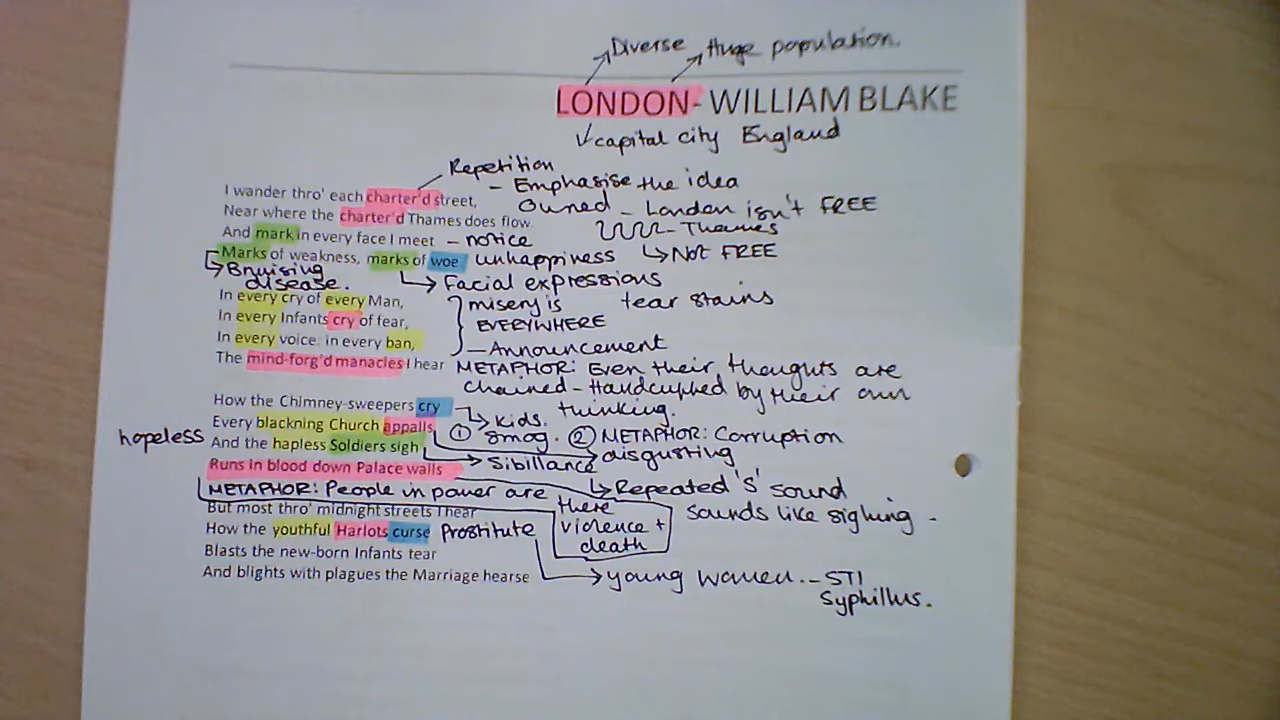 Diverse Huge population.
LONDON- WILLIAM BLAKE
capital city England
Repetition
- Emphasise the idea
I wander thro' each charter'd street,
Owned - London isn't FREE
Near where the charter'd Thames does flow
- Thames
And mark in every face I meet - notice
Marks of weakness, marks of woe. unhappiness Not FREE
Bruising
disease. Facial expressions
In every cry of every Man, misery is tear stains
In every Infants cry of fear, EVERYWHERE
In every voice: in every ban, - Announcement
The mind-forg'd manacles I hear METAPHOR: Even their thoughts are
chained - Handcuffed by their own
How the Chimney-sweepers cry Kids. thinking.
Every blackning Church appalls, ① smog. ② METAPHOR: Corruption
hopeless And the hapless Soldiers sigh disgusting
Runs in blood down Palace walls Sibillance
METAPHOR: People in power are there Repeated 'S' sound
But most thro' midnight streets I hear violence + sounds like sighing -
How the youthful Harlots curse Prostitute death
Blasts the new-born Infants tear
And blights with plagues the Marriage hearse young women. - STI
Syphillus.